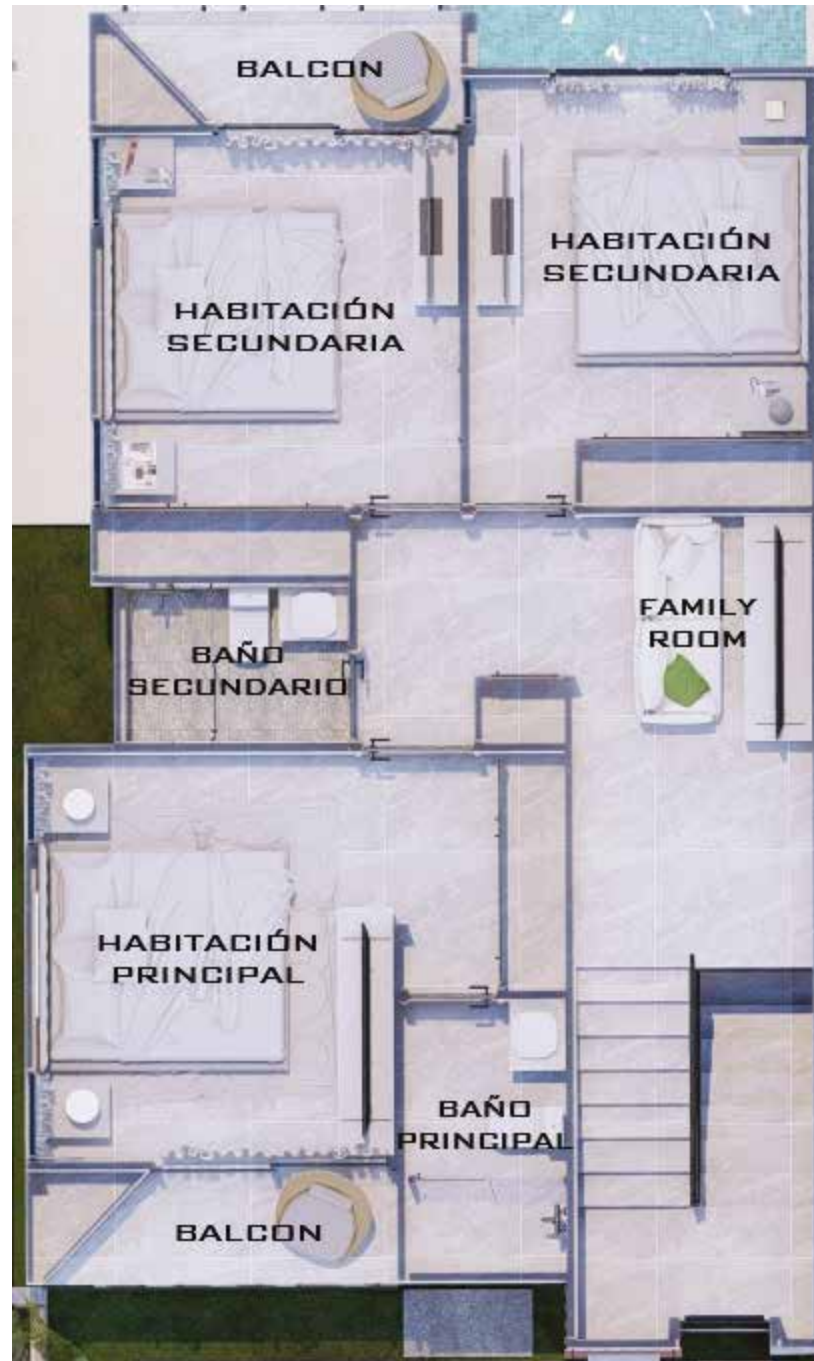 BALCON
HABITACIÓN
SECUNDARIA
HABITACIÓN
SECUNDARIA
FAMILY
ROOM
BAÑO
SECUNDARIO
HABITACIÓN
PRINCIPAL
BAÑO
PRINCIPAL
BALCON